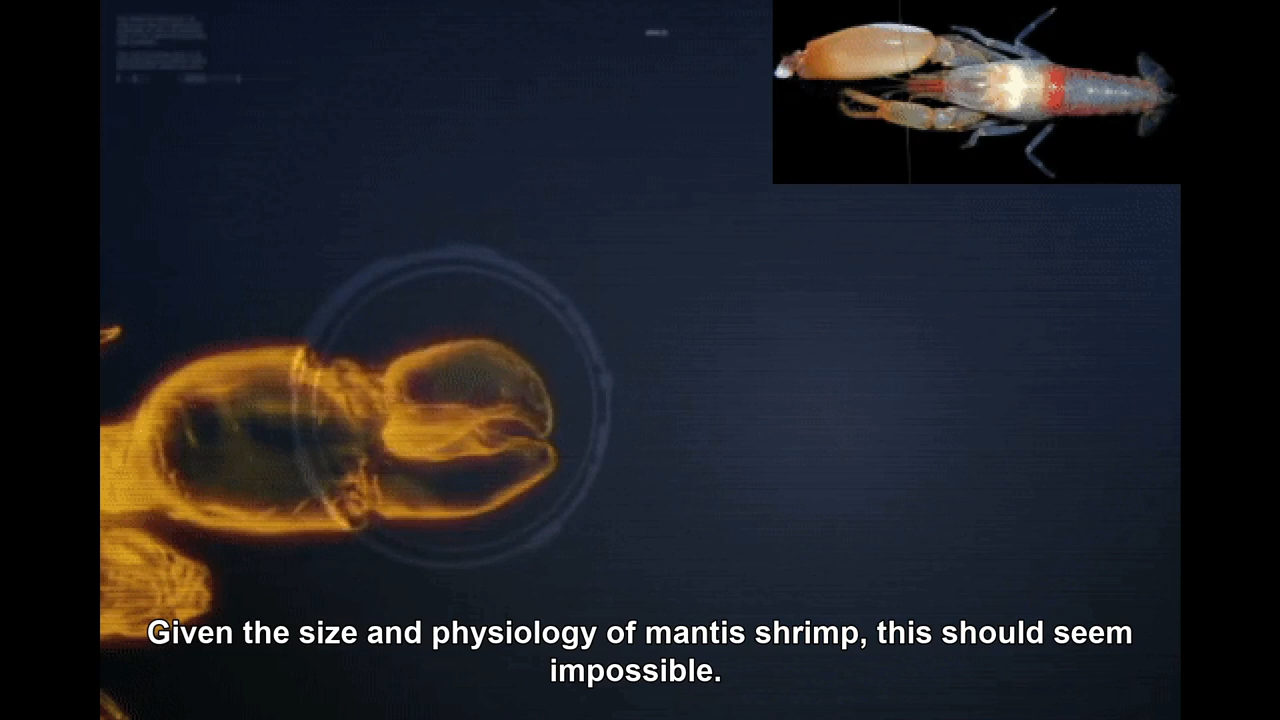 Given the size and physiology of mantis shrimp, this should seem
impossible.